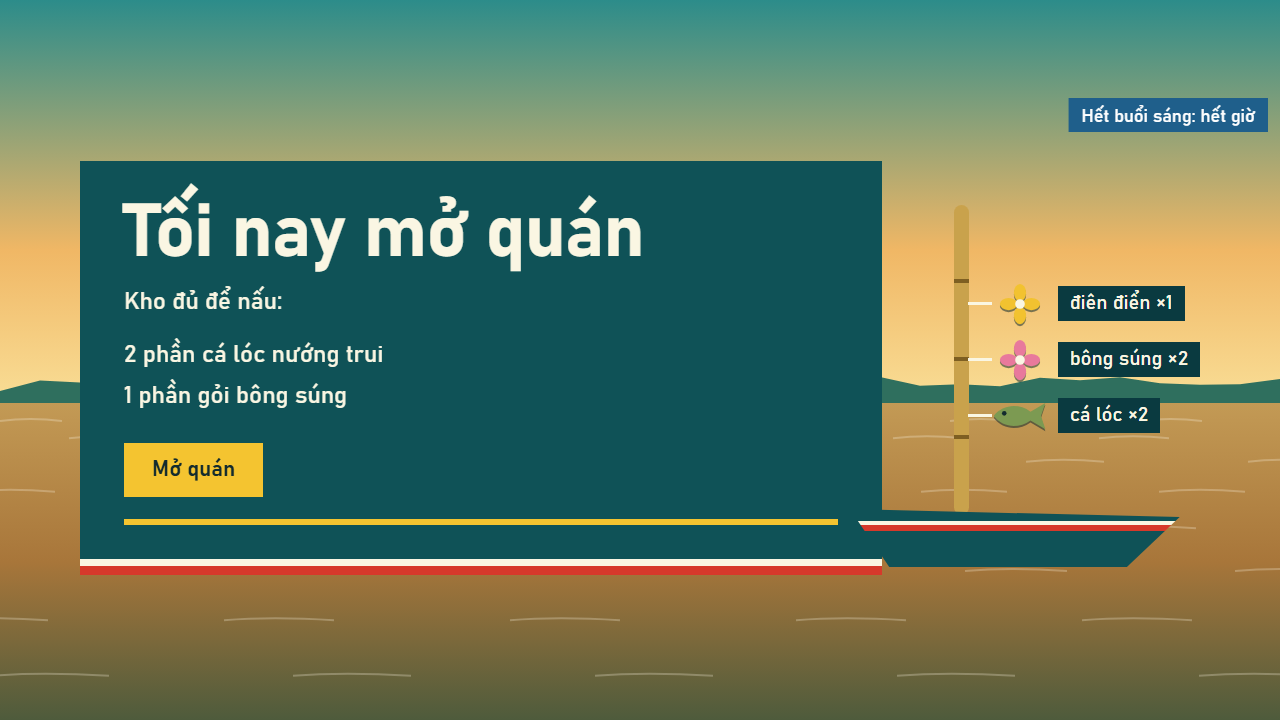 Hết buổi sáng: hết giờ
Tối nay mở quán
Kho đủ để nấu:
2 phần cá lóc nướng trui
1 phần gỏi bông súng
Mở quán
điên điển ×1
bông súng ×2
cá lóc ×2